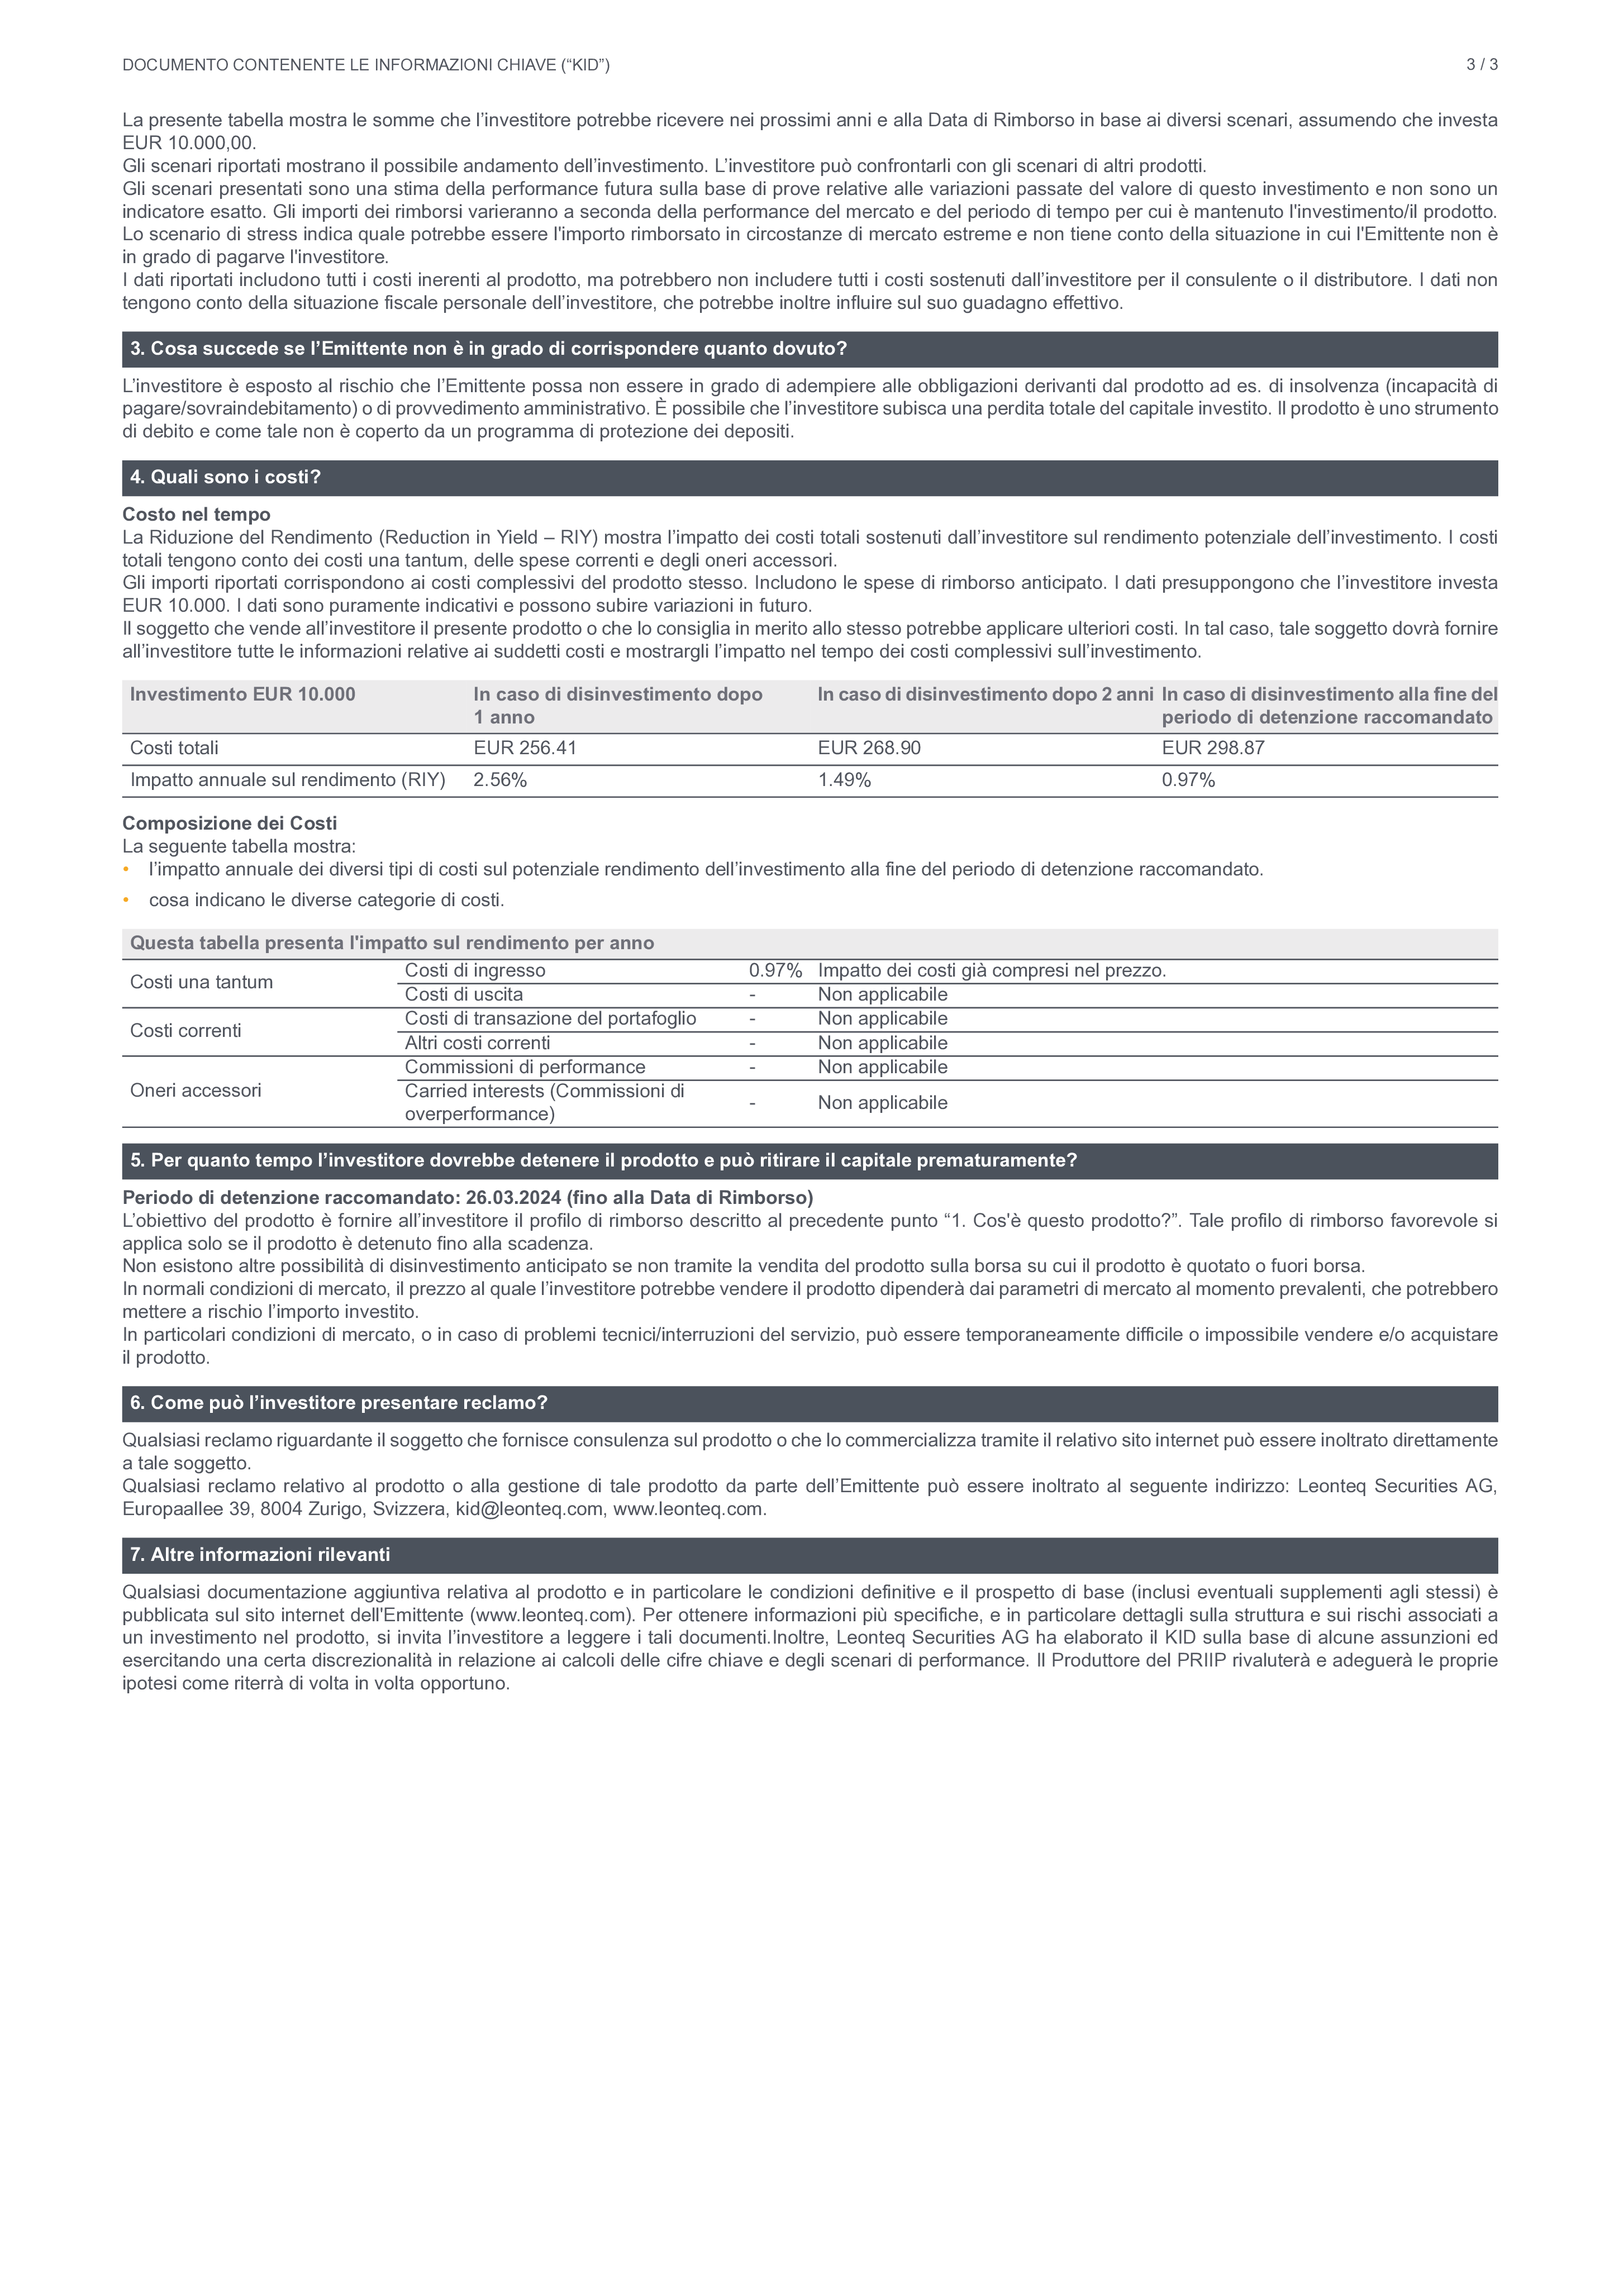 DOCUMENTO CONTENENTE LE INFORMAZIONI CHIAVE (“KID”) 3 / 3
La presente tabella mostra le somme che l’investitore potrebbe ricevere nei prossimi anni e alla Data di Rimborso in base ai diversi scenari, assumendo che investa
EUR 10.000,00.
Gli scenari riportati mostrano il possibile andamento dell’investimento. L’investitore può confrontarli con gli scenari di altri prodotti.
Gli scenari presentati sono una stima della performance futura sulla base di prove relative alle variazioni passate del valore di questo investimento e non sono un
indicatore esatto. Gli importi dei rimborsi varieranno a seconda della performance del mercato e del periodo di tempo per cui è mantenuto l'investimento/il prodotto.
Lo scenario di stress indica quale potrebbe essere l'importo rimborsato in circostanze di mercato estreme e non tiene conto della situazione in cui l'Emittente non è
in grado di pagarve l'investitore.
I dati riportati includono tutti i costi inerenti al prodotto, ma potrebbero non includere tutti i costi sostenuti dall’investitore per il consulente o il distributore. I dati non
tengono conto della situazione fiscale personale dell’investitore, che potrebbe inoltre influire sul suo guadagno effettivo.
3. Cosa succede se l’Emittente non è in grado di corrispondere quanto dovuto?
L’investitore è esposto al rischio che l’Emittente possa non essere in grado di adempiere alle obbligazioni derivanti dal prodotto ad es. di insolvenza (incapacità di
pagare/sovraindebitamento) o di provvedimento amministrativo. È possibile che l’investitore subisca una perdita totale del capitale investito. Il prodotto è uno strumento
di debito e come tale non è coperto da un programma di protezione dei depositi.
4. Quali sono i costi?
Costo nel tempo
La Riduzione del Rendimento (Reduction in Yield – RIY) mostra l’impatto dei costi totali sostenuti dall’investitore sul rendimento potenziale dell’investimento. I costi
totali tengono conto dei costi una tantum, delle spese correnti e degli oneri accessori.
Gli importi riportati corrispondono ai costi complessivi del prodotto stesso. Includono le spese di rimborso anticipato. I dati presuppongono che l’investitore investa
EUR 10.000. I dati sono puramente indicativi e possono subire variazioni in futuro.
Il soggetto che vende all’investitore il presente prodotto o che lo consiglia in merito allo stesso potrebbe applicare ulteriori costi. In tal caso, tale soggetto dovrà fornire
all’investitore tutte le informazioni relative ai suddetti costi e mostrargli l’impatto nel tempo dei costi complessivi sull’investimento.
Investimento EUR 10.000 In caso di disinvestimento dopo In caso di disinvestimento dopo 2 anni In caso di disinvestimento alla fine del
1 anno periodo di detenzione raccomandato
Costi totali EUR 256.41 EUR 268.90 EUR 298.87
Impatto annuale sul rendimento (RIY) 2.56% 1.49% 0.97%
Composizione dei Costi
La seguente tabella mostra:
• l’impatto annuale dei diversi tipi di costi sul potenziale rendimento dell’investimento alla fine del periodo di detenzione raccomandato.
• cosa indicano le diverse categorie di costi.
Questa tabella presenta l'impatto sul rendimento per anno
Costi una tantum
Costi di ingresso 0.97% Impatto dei costi già compresi nel prezzo.
Costi di uscita - Non applicabile
Costi correnti
Costi di transazione del portafoglio - Non applicabile
Altri costi correnti - Non applicabile
Oneri accessori
Commissioni di performance - Non applicabile
Carried interests (Commissioni di
overperformance) - Non applicabile
5. Per quanto tempo l’investitore dovrebbe detenere il prodotto e può ritirare il capitale prematuramente?
Periodo di detenzione raccomandato: 26.03.2024 (fino alla Data di Rimborso)
L’obiettivo del prodotto è fornire all’investitore il profilo di rimborso descritto al precedente punto “1. Cos'è questo prodotto?”. Tale profilo di rimborso favorevole si
applica solo se il prodotto è detenuto fino alla scadenza.
Non esistono altre possibilità di disinvestimento anticipato se non tramite la vendita del prodotto sulla borsa su cui il prodotto è quotato o fuori borsa.
In normali condizioni di mercato, il prezzo al quale l’investitore potrebbe vendere il prodotto dipenderà dai parametri di mercato al momento prevalenti, che potrebbero
mettere a rischio l’importo investito.
In particolari condizioni di mercato, o in caso di problemi tecnici/interruzioni del servizio, può essere temporaneamente difficile o impossibile vendere e/o acquistare
il prodotto.
6. Come può l’investitore presentare reclamo?
Qualsiasi reclamo riguardante il soggetto che fornisce consulenza sul prodotto o che lo commercializza tramite il relativo sito internet può essere inoltrato direttamente
a tale soggetto.
Qualsiasi reclamo relativo al prodotto o alla gestione di tale prodotto da parte dell’Emittente può essere inoltrato al seguente indirizzo: Leonteq Securities AG,
Europaallee 39, 8004 Zurigo, Svizzera, kid@leonteq.com, www.leonteq.com.
7. Altre informazioni rilevanti
Qualsiasi documentazione aggiuntiva relativa al prodotto e in particolare le condizioni definitive e il prospetto di base (inclusi eventuali supplementi agli stessi) è
pubblicata sul sito internet dell'Emittente (www.leonteq.com). Per ottenere informazioni più specifiche, e in particolare dettagli sulla struttura e sui rischi associati a
un investimento nel prodotto, si invita l’investitore a leggere i tali documenti.Inoltre, Leonteq Securities AG ha elaborato il KID sulla base di alcune assunzioni ed
esercitando una certa discrezionalità in relazione ai calcoli delle cifre chiave e degli scenari di performance. Il Produttore del PRIIP rivaluterà e adeguerà le proprie
ipotesi come riterrà di volta in volta opportuno.